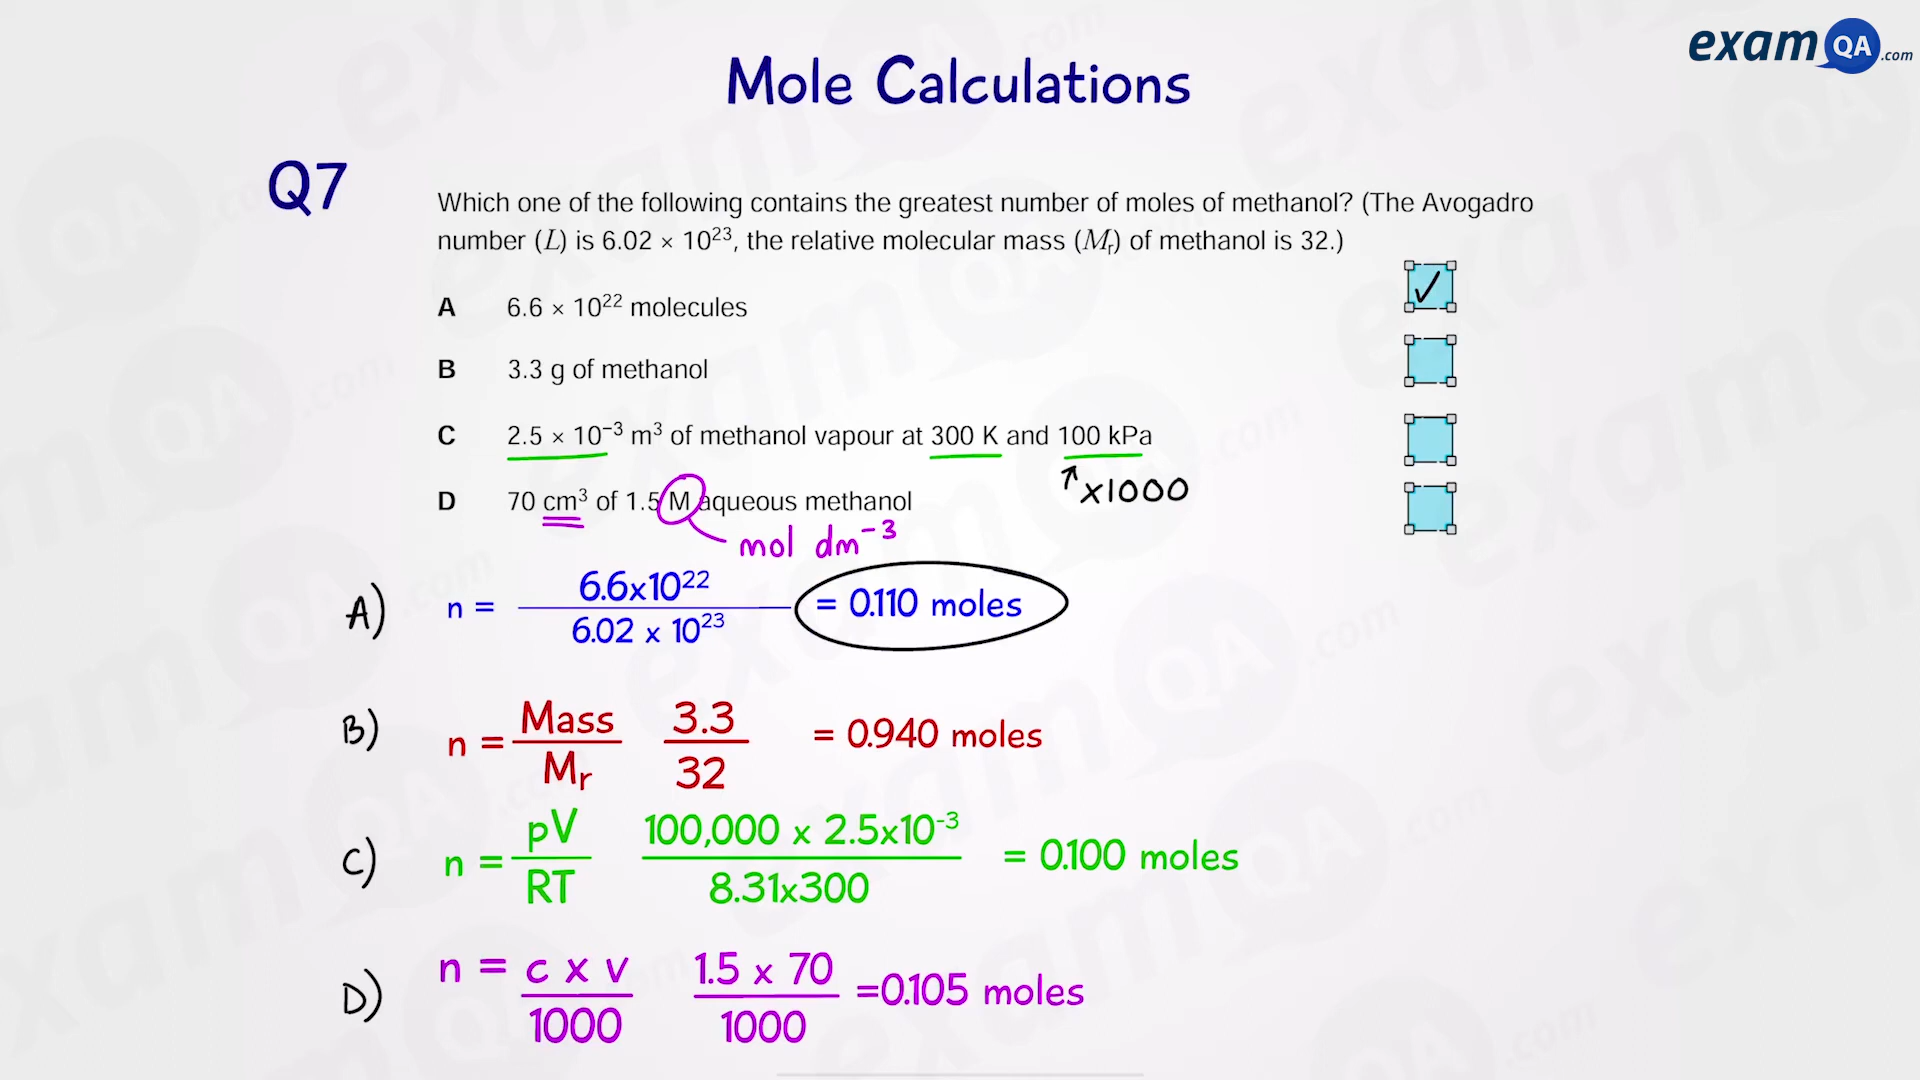 exam QA .com
Mole Calculations
Q7
Which one of the following contains the greatest number of moles of methanol? (The Avogadro
number (L) is 6.02 × 10²³, the relative molecular mass (Mᵣ) of methanol is 32.)
A 6.6 × 10²² molecules ✓
B 3.3 g of methanol
C 2.5 × 10⁻³ m³ of methanol vapour at 300 K and 100 kPa
x1000
D 70 cm³ of 1.5 M aqueous methanol
mol dm⁻³
A) n = 6.6x10²² / 6.02 x 10²³ = 0.110 moles
B) n = Mass / Mᵣ 3.3 / 32 = 0.940 moles
C) n = pV / RT 100,000 x 2.5x10⁻³ / 8.31x300 = 0.100 moles
D) n = c x v / 1000 1.5 x 70 / 1000 =0.105 moles